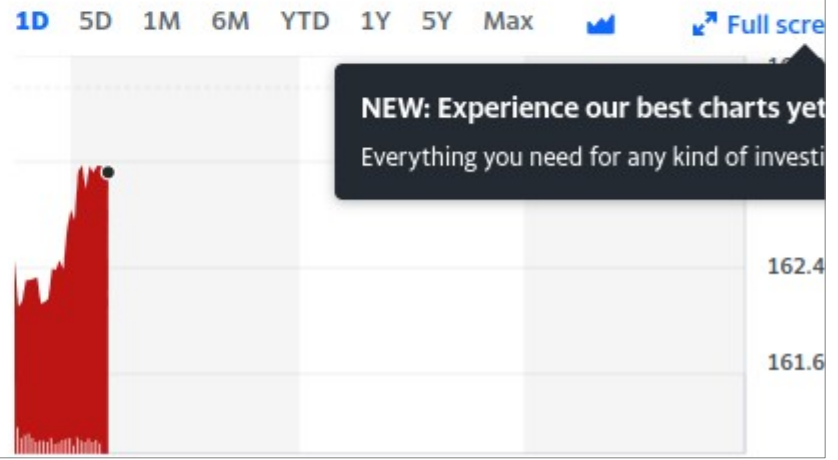 1D 5D 1M 6M YTD 1Y 5Y Max Full scre
NEW: Experience our best charts yet
Everything you need for any kind of investi
162.4
161.6